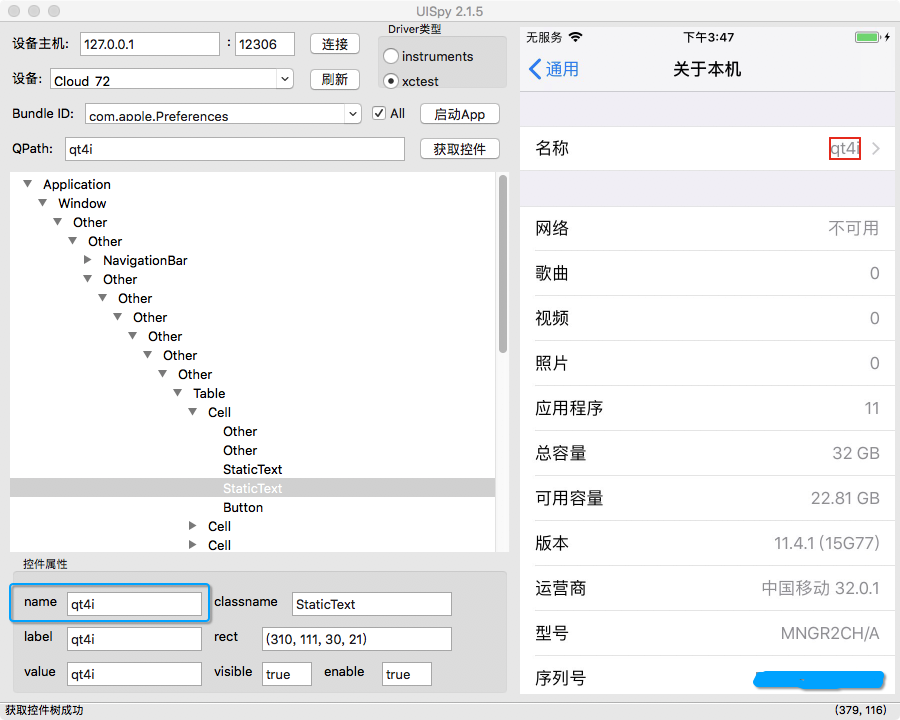 UISpy 2.1.5
设备主机: 127.0.0.1 : 12306 连接
Driver类型
instruments
xctest
设备: Cloud_72 刷新
Bundle ID: com.apple.Preferences All 启动App
QPath: qt4i 获取控件
Application
Window
Other
Other
NavigationBar
Other
Other
Other
Other
Other
Other
Table
Cell
Other
Other
StaticText
StaticText
Button
Cell
Cell
控件属性
name qt4i classname StaticText
label qt4i rect (310, 111, 30, 21)
value qt4i visible true enable true
获取控件树成功
无服务 下午3:47
通用 关于本机
名称 qt4i
网络 不可用
歌曲 0
视频 0
照片 0
应用程序 11
总容量 32 GB
可用容量 22.81 GB
版本 11.4.1 (15G77)
运营商 中国移动 32.0.1
型号 MNGR2CH/A
序列号
(379, 116)